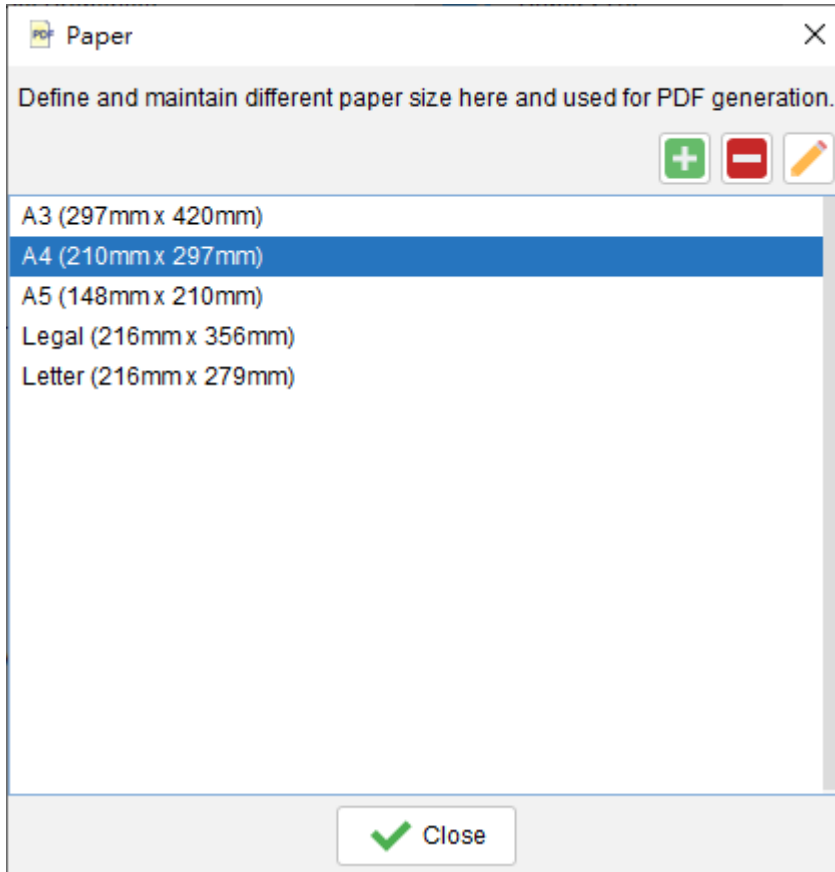 PDF Paper
Define and maintain different paper size here and used for PDF generation.
A3 (297mm x 420mm)
A4 (210mm x 297mm)
A5 (148mm x 210mm)
Legal (216mm x 356mm)
Letter (216mm x 279mm)
Close